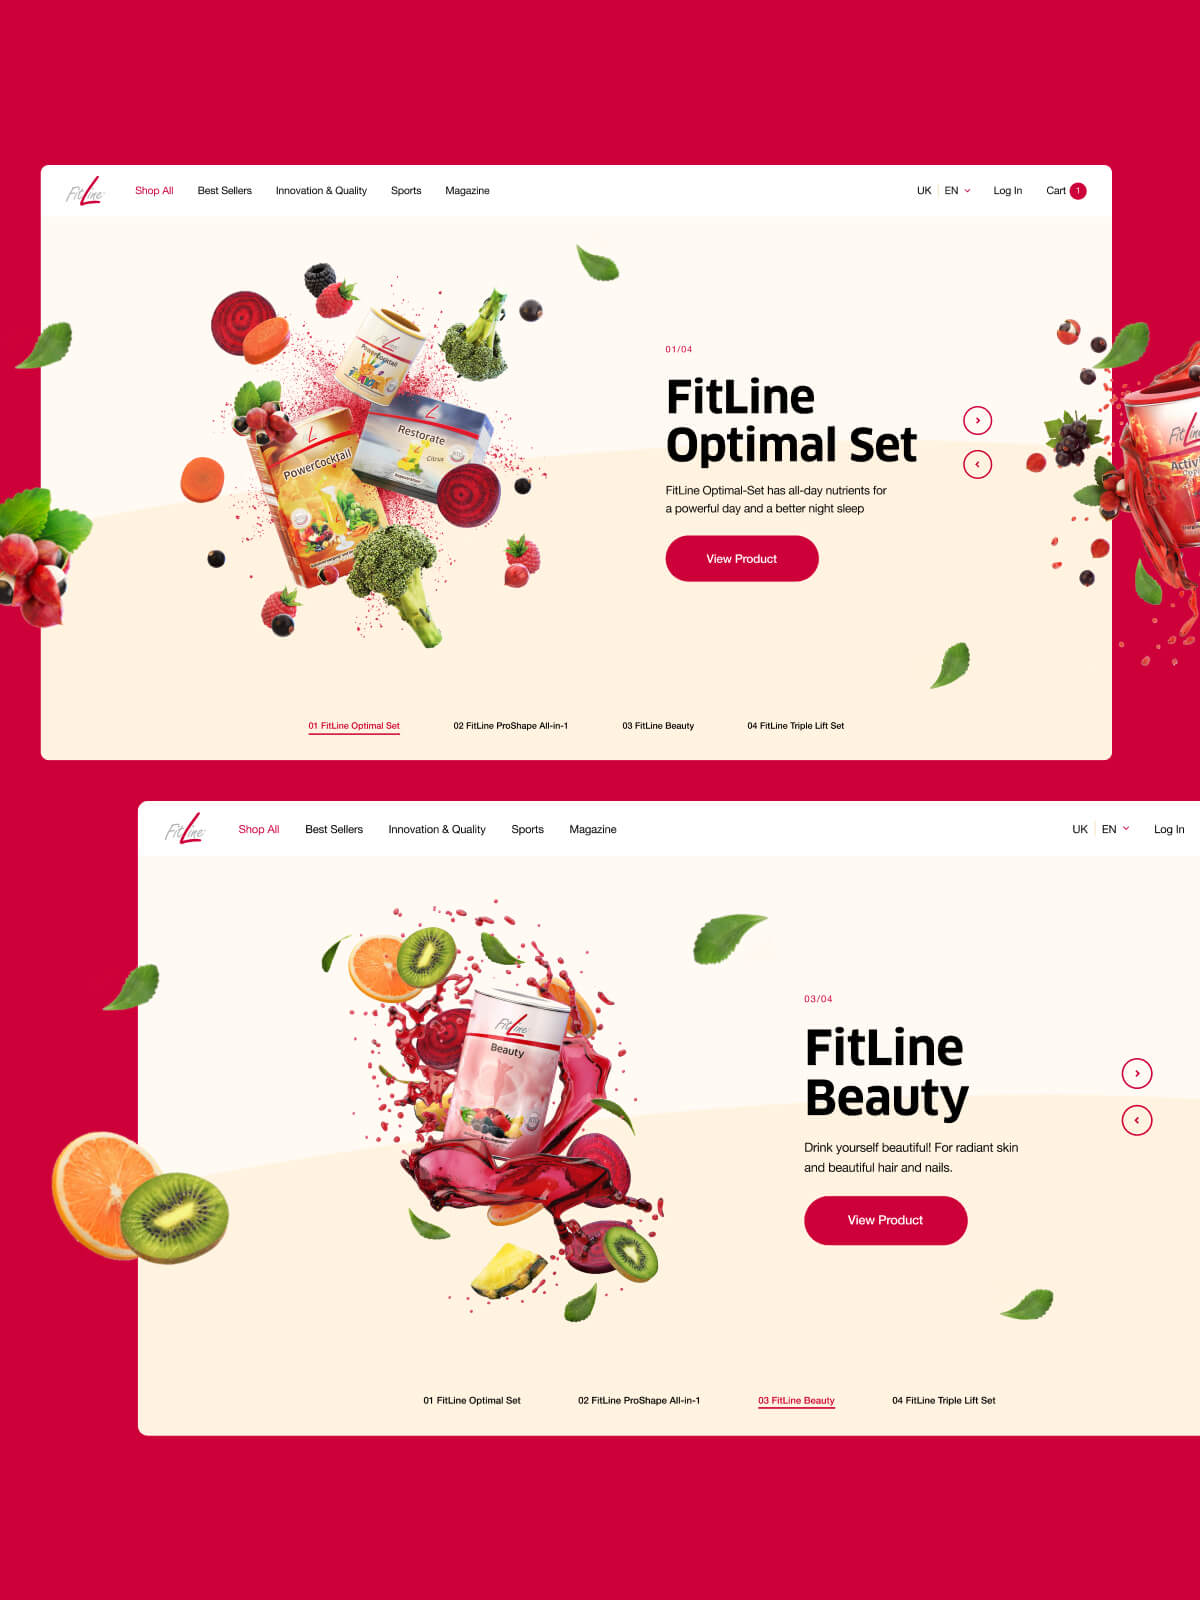 FitLine
Shop All
Best Sellers
Innovation & Quality
Sports
Magazine
UK
EN
Log In
Cart
1
FitLine
PowerCocktail
Restorate
Citrus
PowerCocktail
01/04
FitLine
Optimal Set
FitLine Optimal-Set has all-day nutrients for
a powerful day and a better night sleep
View Product
01 FitLine Optimal Set
02 FitLine ProShape All-in-1
03 FitLine Beauty
04 FitLine Triple Lift Set
FitLine
Shop All
Best Sellers
Innovation & Quality
Sports
Magazine
UK
EN
Log In
FitLine
Beauty
03/04
FitLine
Beauty
Drink yourself beautiful! For radiant skin
and beautiful hair and nails.
View Product
01 FitLine Optimal Set
02 FitLine ProShape All-in-1
03 FitLine Beauty
04 FitLine Triple Lift Set